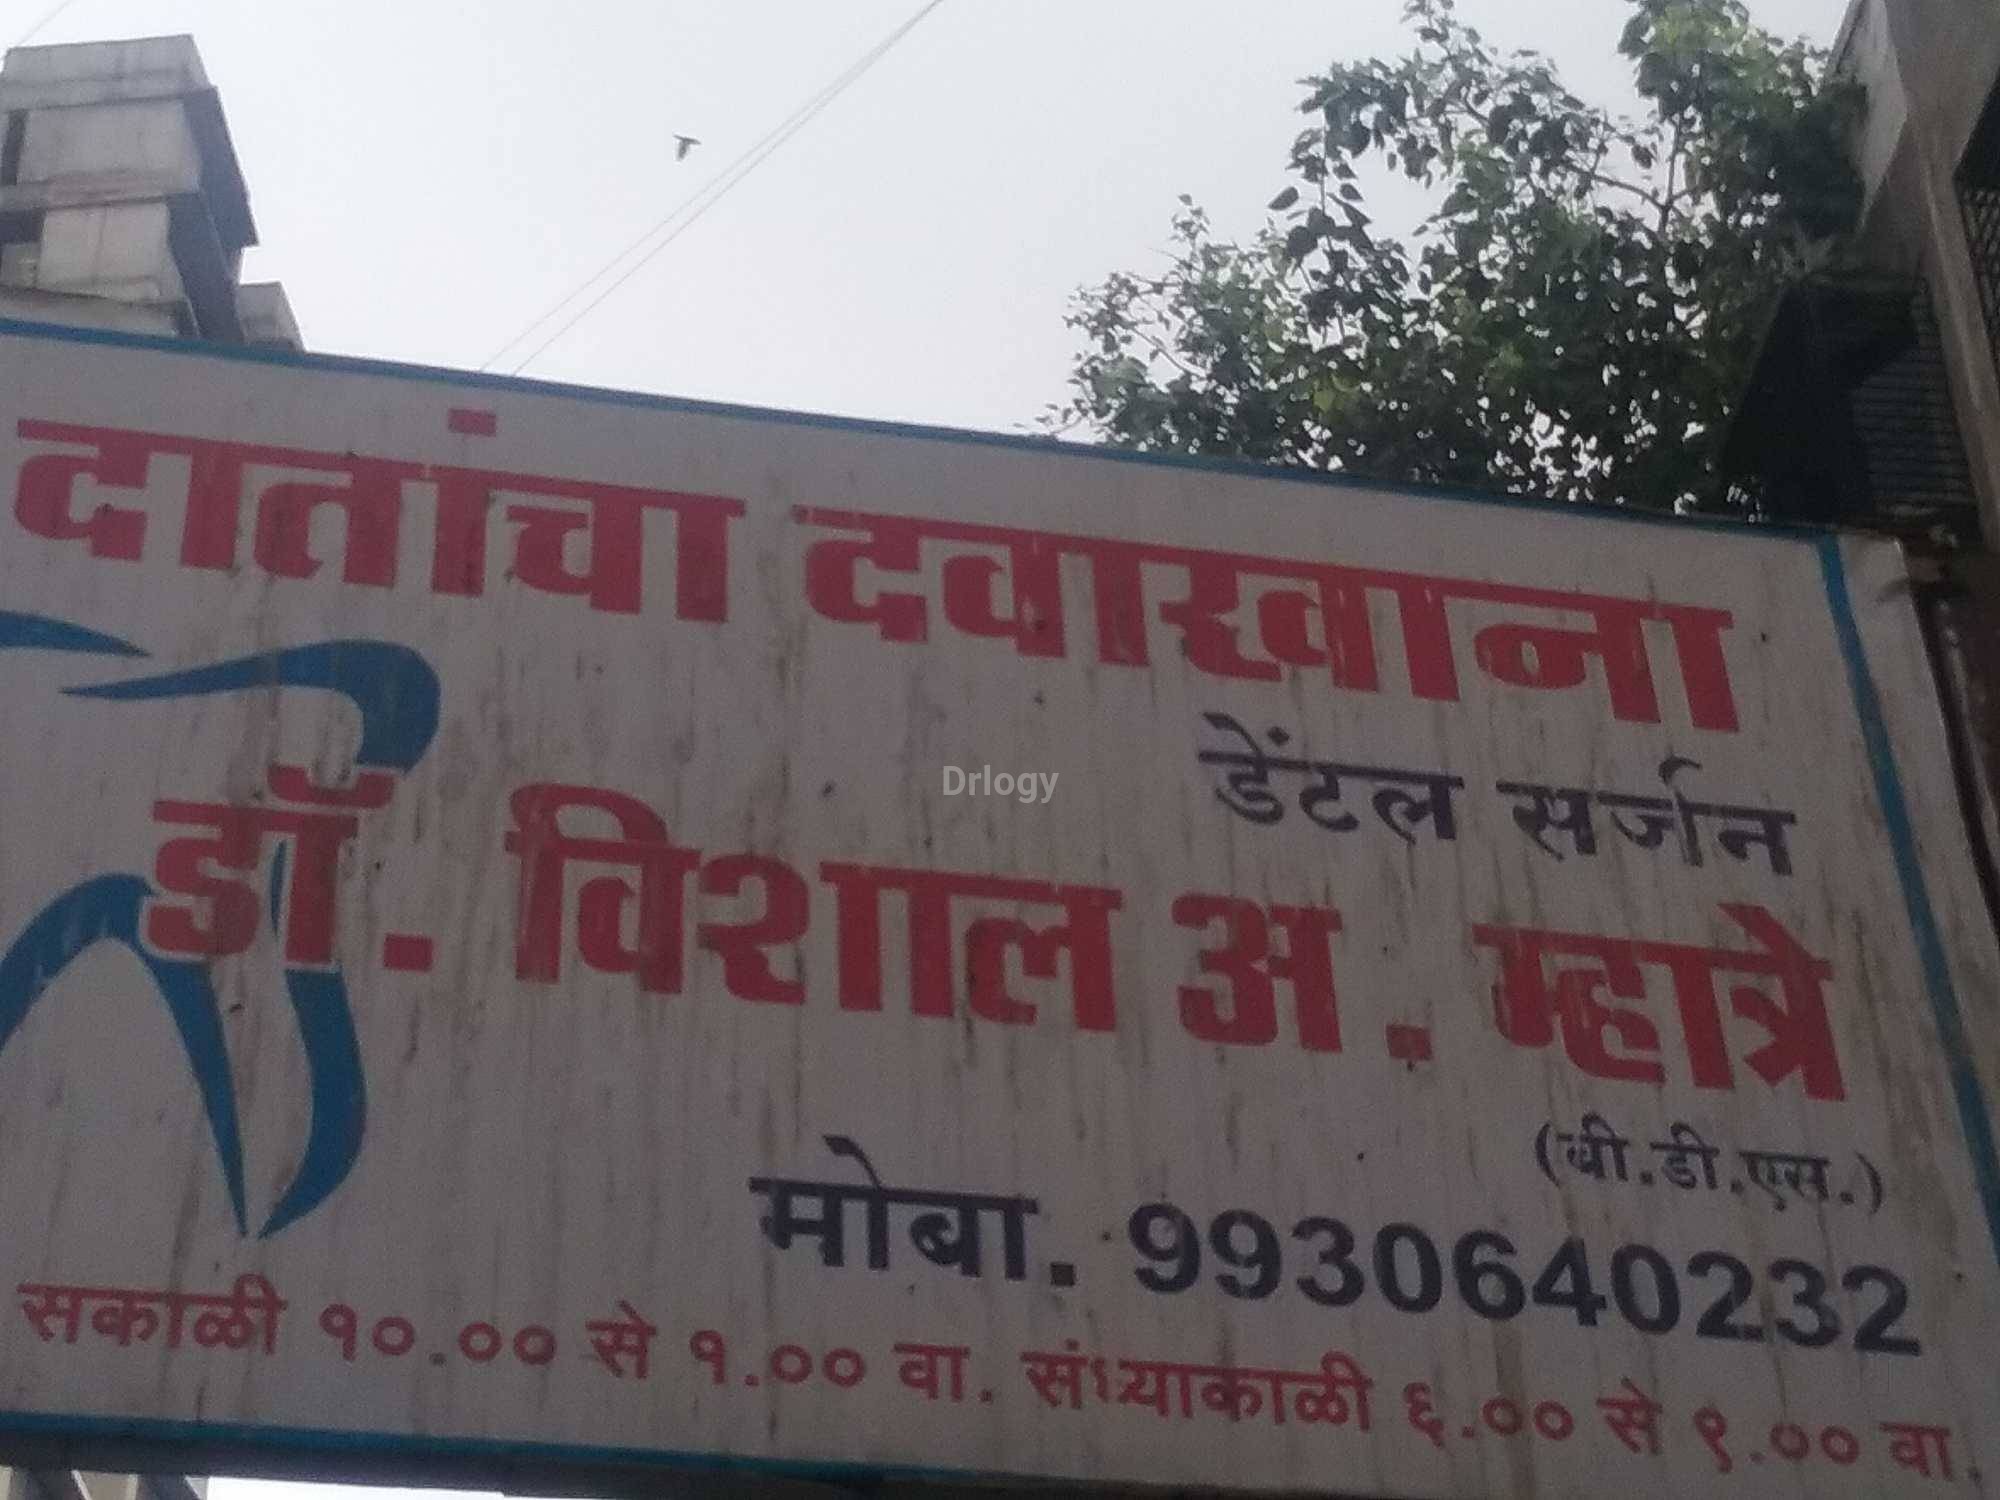 दातांचा दवाखाना
डेंटल सर्जन
डॉ. विशाल अ. म्हात्रे
(बी.डी.एस.)
मोबा. 9930640232
सकाळी १०.०० से १.०० वा. संध्याकाळी ६.०० से ९.०० वा.
Drlogy